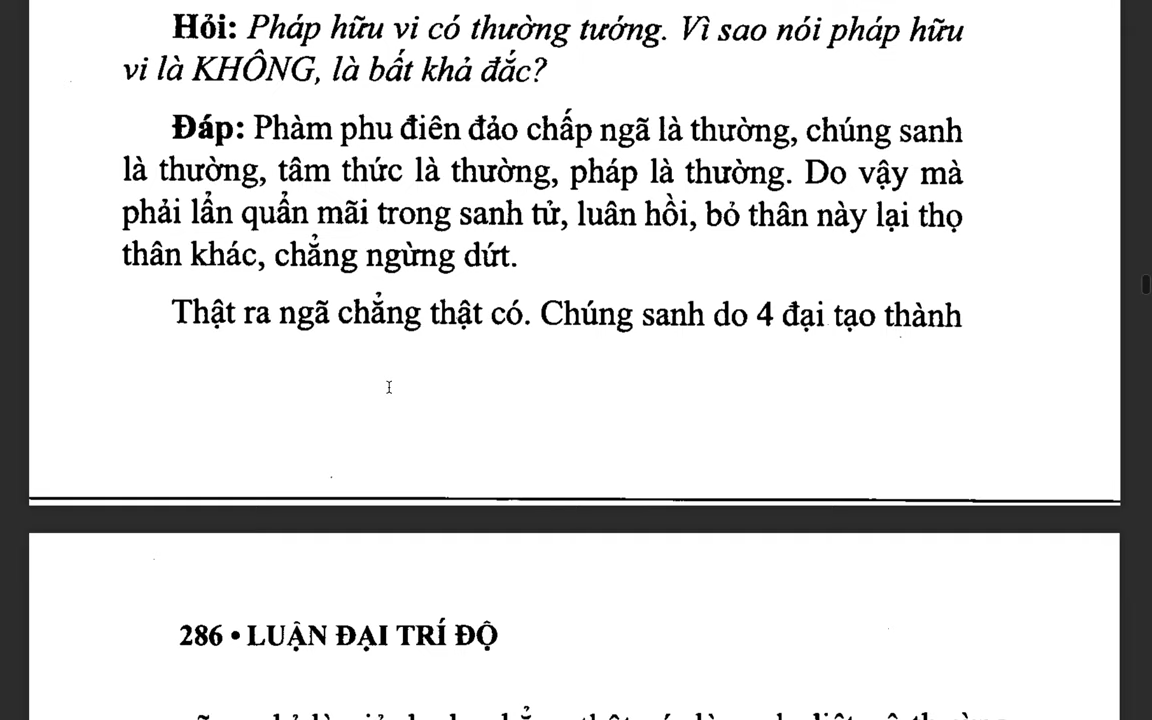 Hỏi: Pháp hữu vi có thường tướng. Vì sao nói pháp hữu
vi là KHÔNG, là bất khả đắc?
Đáp: Phàm phu điên đảo chấp ngã là thường, chúng sanh
là thường, tâm thức là thường, pháp là thường. Do vậy mà
phải lẩn quẩn mãi trong sanh tử, luân hồi, bỏ thân này lại thọ
thân khác, chẳng ngừng dứt.
Thật ra ngã chẳng thật có. Chúng sanh do 4 đại tạo thành
286 • LUẬN ĐẠI TRÍ ĐỘ